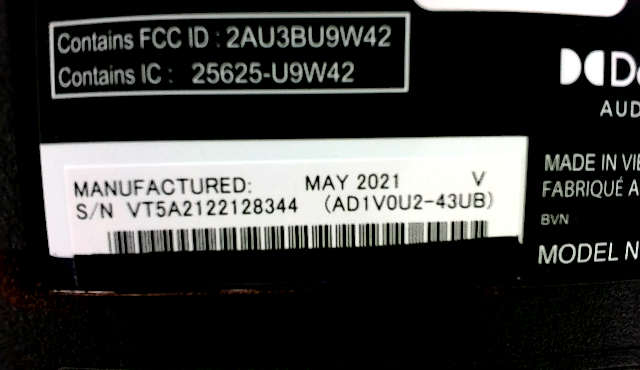 Contains FCC ID : 2AU3BU9W42
Contains IC : 25625-U9W42
AUD
MANUFACTURED: MAY 2021 V
S/N VT5A2122128344 (AD1V0U2-43UB)
MADE IN VIE
FABRIQUÉ A
BVN
MODEL N